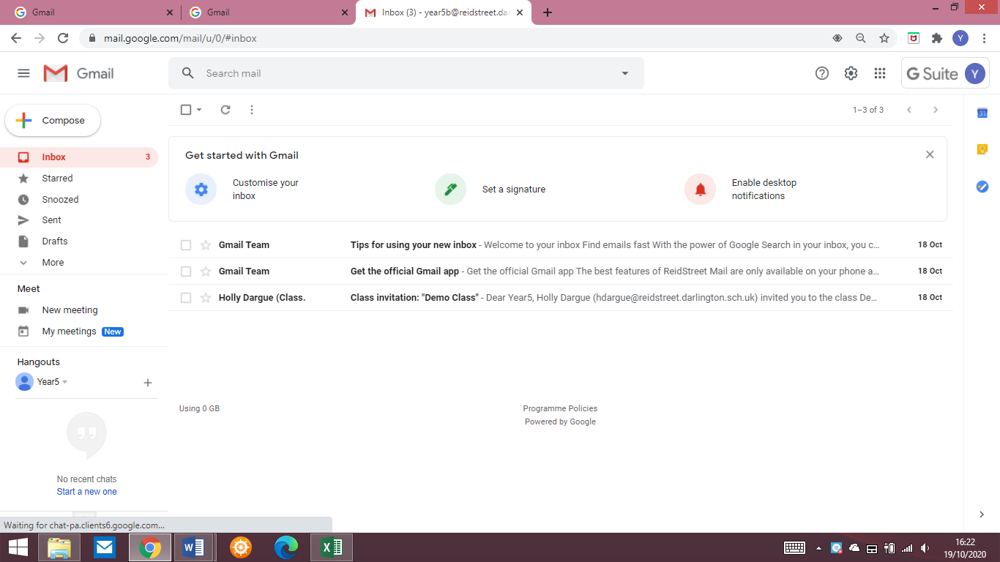 Gmail
Gmail
Inbox (3) - year5b@reidstreet.da
mail.google.com/mail/u/0/#inbox
Y
Gmail
Search mail
G Suite
Y
Compose
1–3 of 3
31
Get started with Gmail
Inbox 3
Customise your
inbox
Set a signature
Enable desktop
notifications
Starred
Snoozed
Sent
Drafts
More
Gmail Team Tips for using your new inbox - Welcome to your inbox Find emails fast With the power of Google Search in your inbox, you c... 18 Oct
Gmail Team Get the official Gmail app - Get the official Gmail app The best features of ReidStreet Mail are only available on your phone a... 18 Oct
Holly Dargue (Class. Class invitation: "Demo Class" - Dear Year5, Holly Dargue (hdargue@reidstreet.darlington.sch.uk) invited you to the class De... 18 Oct
Meet
New meeting
My meetings New
Hangouts
Year5
Using 0 GB
Programme Policies
Powered by Google
No recent chats
Start a new one
Waiting for chat-pa.clients6.google.com...
16:22
19/10/2020